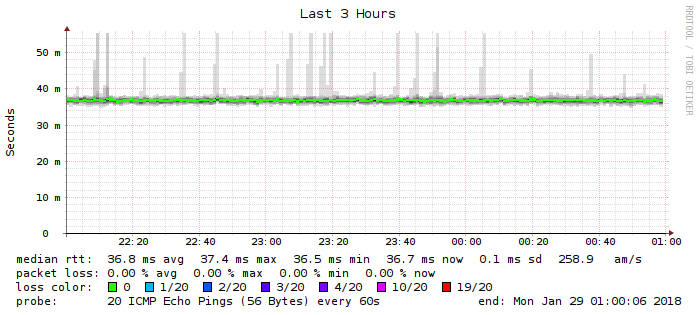 Last 3 Hours
RRDTOOL / TOBI OETIKER
Seconds
50 m
40 m
30 m
20 m
10 m
0
22:20 22:40 23:00 23:20 23:40 00:00 00:20 00:40 01:00
median rtt: 36.8 ms avg 37.4 ms max 36.5 ms min 36.7 ms now 0.1 ms sd 258.9 am/s
packet loss: 0.00 % avg 0.00 % max 0.00 % min 0.00 % now
loss color: 0 1/20 2/20 3/20 4/20 10/20 19/20
probe: 20 ICMP Echo Pings (56 Bytes) every 60s end: Mon Jan 29 01:00:06 2018